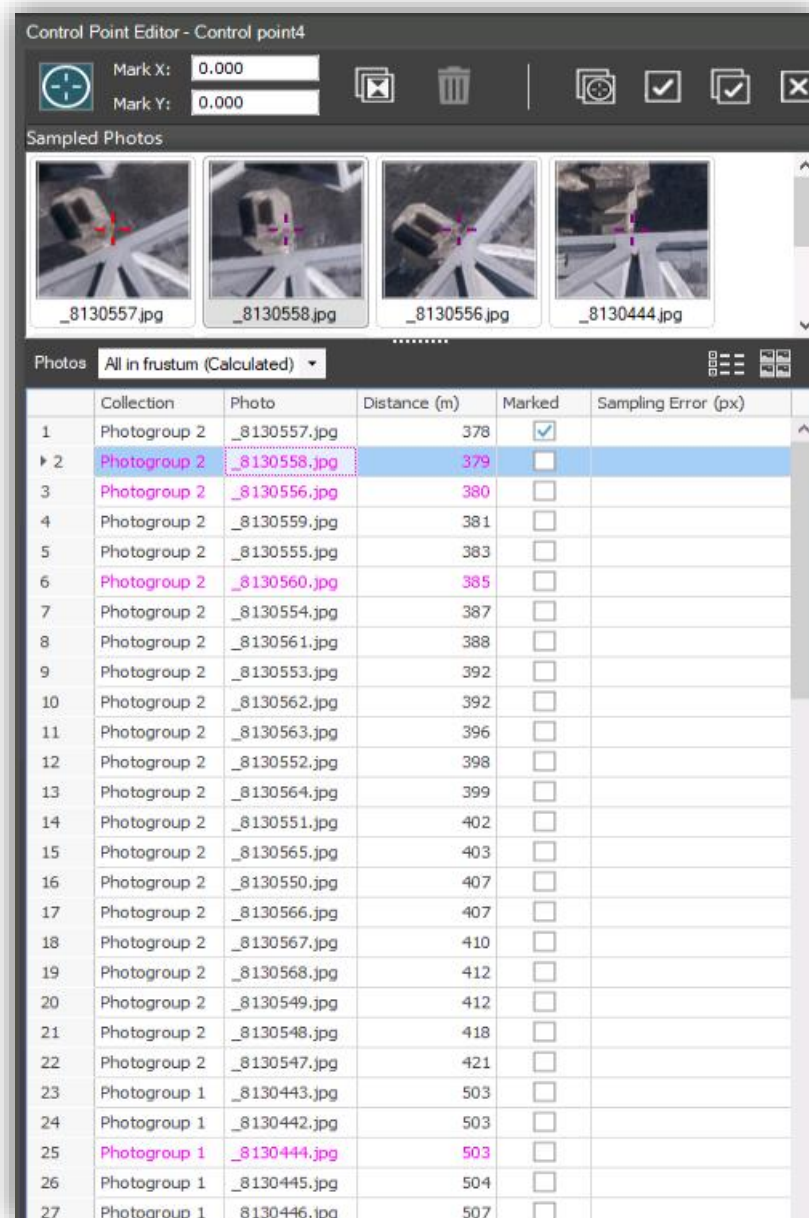 Control Point Editor - Control point4
Mark X: 0.000
Mark Y: 0.000
Sampled Photos
_8130557.jpg _8130558.jpg _8130556.jpg _8130444.jpg
Photos All in frustum (Calculated)
Collection Photo Distance (m) Marked Sampling Error (px)
1 Photogroup 2 _8130557.jpg 378
2 Photogroup 2 _8130558.jpg 379
3 Photogroup 2 _8130556.jpg 380
4 Photogroup 2 _8130559.jpg 381
5 Photogroup 2 _8130555.jpg 383
6 Photogroup 2 _8130560.jpg 385
7 Photogroup 2 _8130554.jpg 387
8 Photogroup 2 _8130561.jpg 388
9 Photogroup 2 _8130553.jpg 392
10 Photogroup 2 _8130562.jpg 392
11 Photogroup 2 _8130563.jpg 396
12 Photogroup 2 _8130552.jpg 398
13 Photogroup 2 _8130564.jpg 399
14 Photogroup 2 _8130551.jpg 402
15 Photogroup 2 _8130565.jpg 403
16 Photogroup 2 _8130550.jpg 407
17 Photogroup 2 _8130566.jpg 407
18 Photogroup 2 _8130567.jpg 410
19 Photogroup 2 _8130568.jpg 412
20 Photogroup 2 _8130549.jpg 412
21 Photogroup 2 _8130548.jpg 418
22 Photogroup 2 _8130547.jpg 421
23 Photogroup 1 _8130443.jpg 503
24 Photogroup 1 _8130442.jpg 503
25 Photogroup 1 _8130444.jpg 503
26 Photogroup 1 _8130445.jpg 504
27 Photogroup 1 _8130446.jpg 507